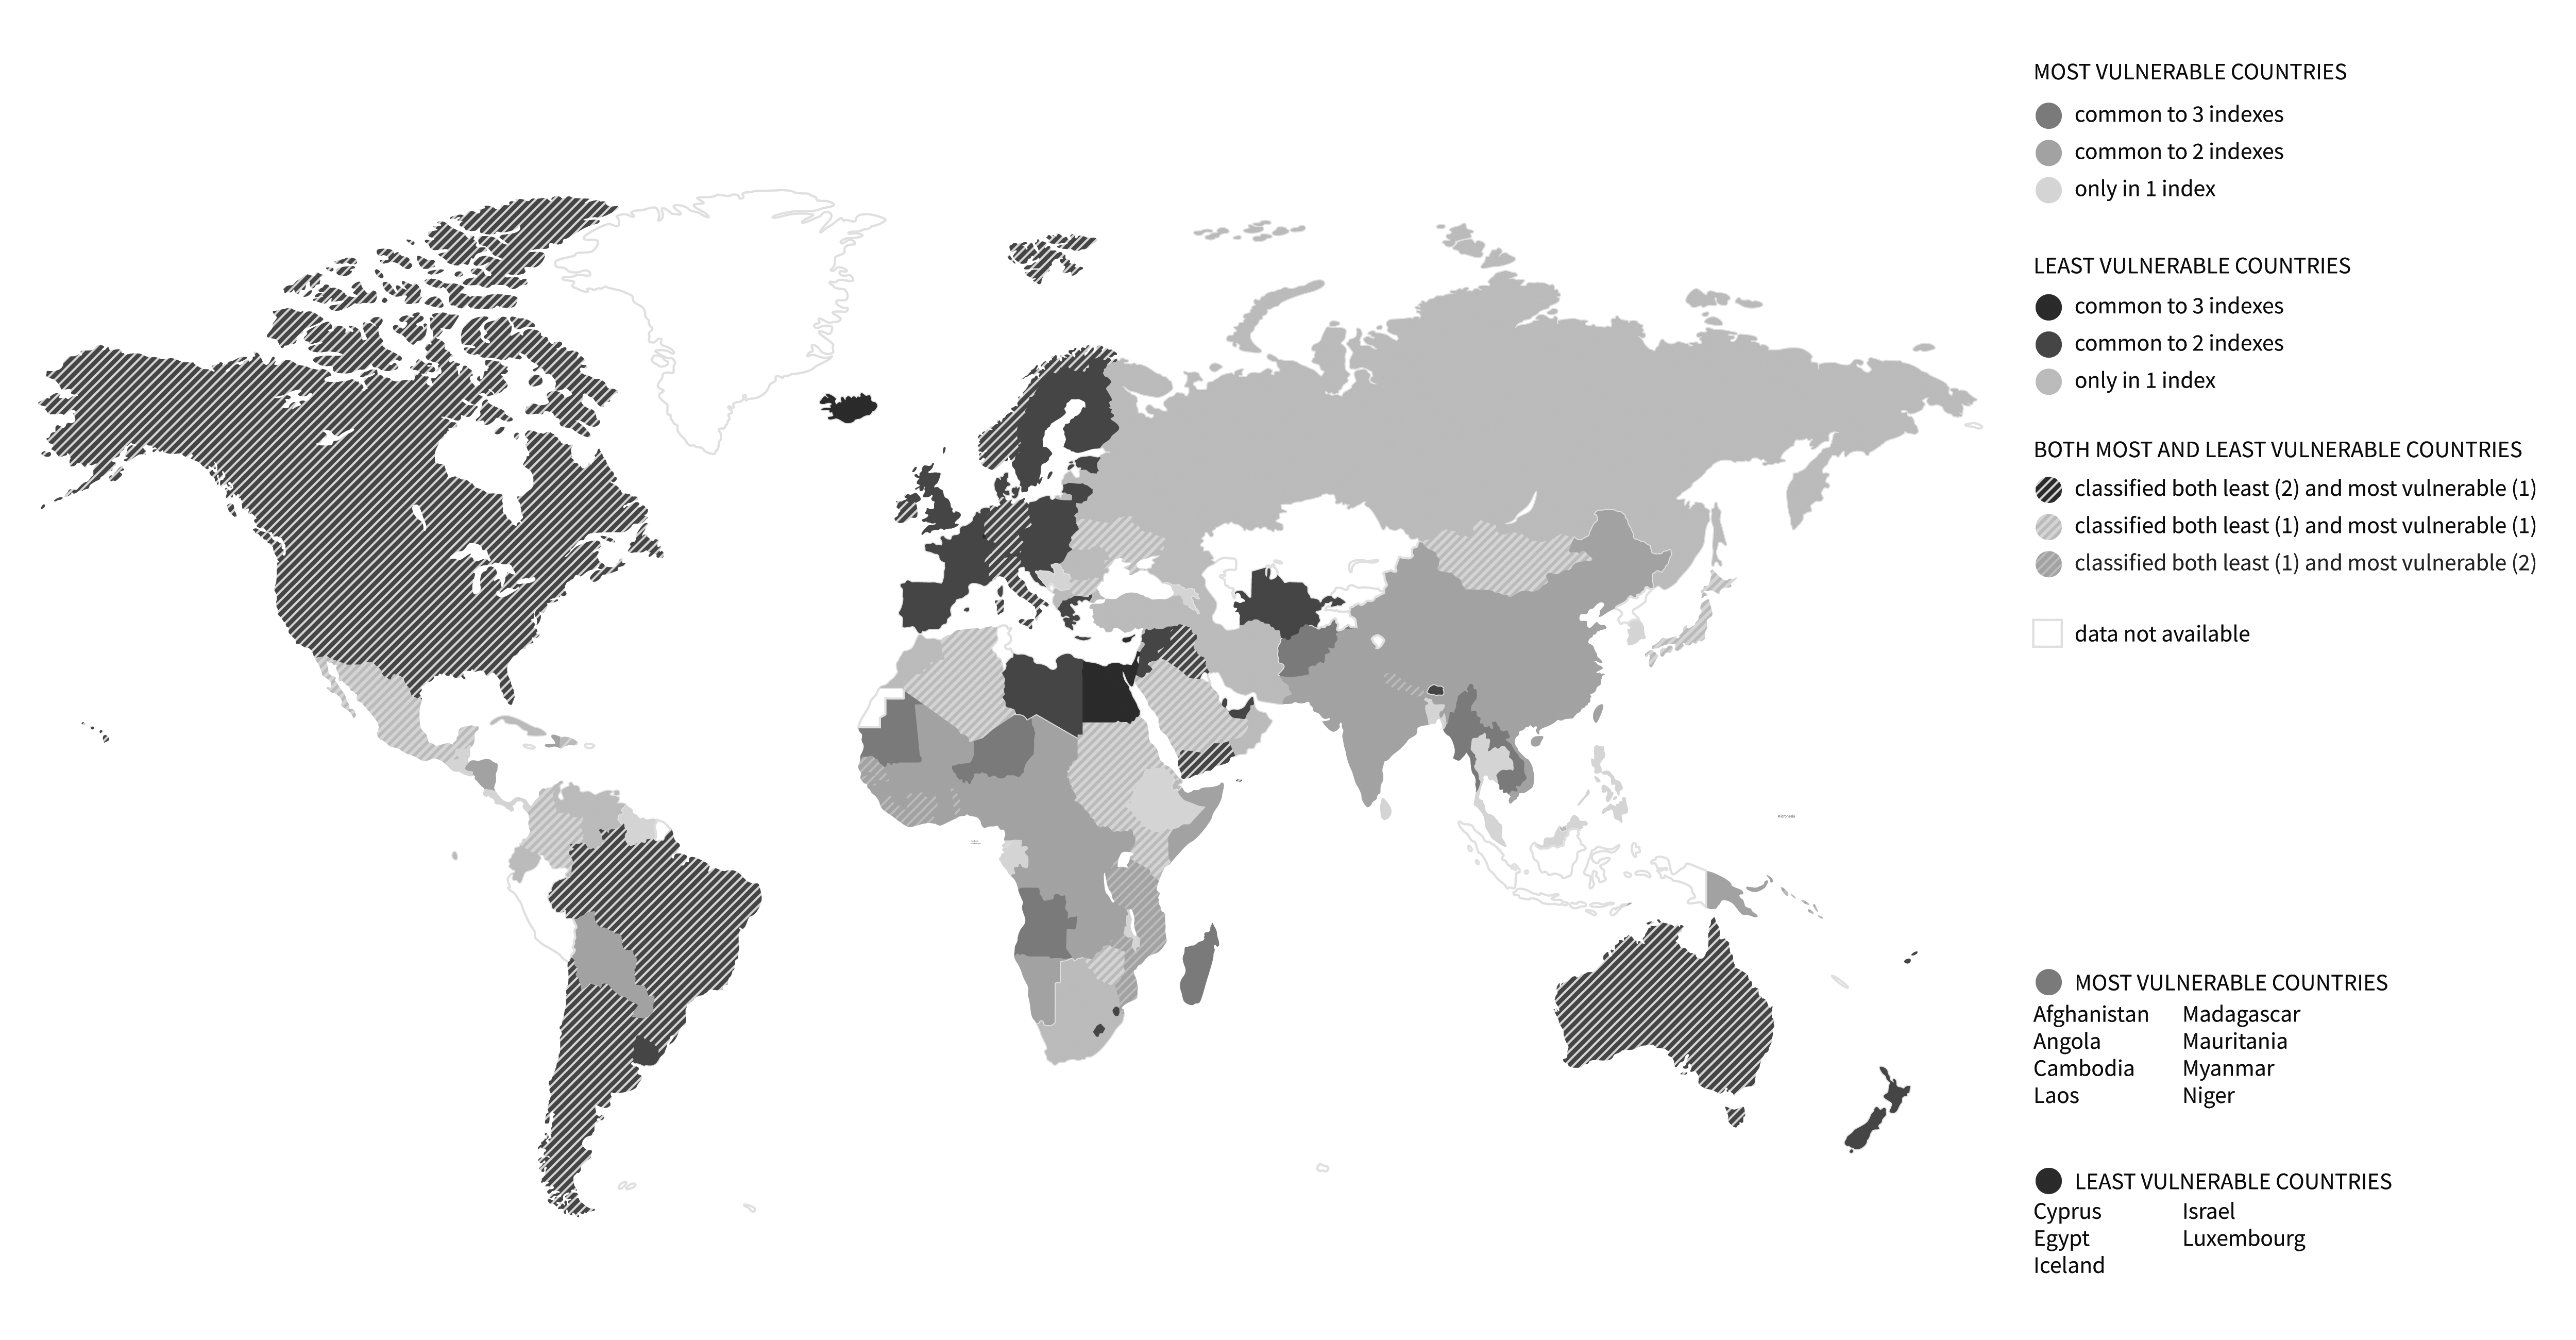 MOST VULNERABLE COUNTRIES
common to 3 indexes
common to 2 indexes
only in 1 index
LEAST VULNERABLE COUNTRIES
common to 3 indexes
common to 2 indexes
only in 1 index
BOTH MOST AND LEAST VULNERABLE COUNTRIES
classified both least (2) and most vulnerable (1)
classified both least (1) and most vulnerable (1)
classified both least (1) and most vulnerable (2)
data not available
MOST VULNERABLE COUNTRIES
Afghanistan Madagascar
Angola Mauritania
Cambodia Myanmar
Laos Niger
LEAST VULNERABLE COUNTRIES
Cyprus Israel
Egypt Luxembourg
Iceland